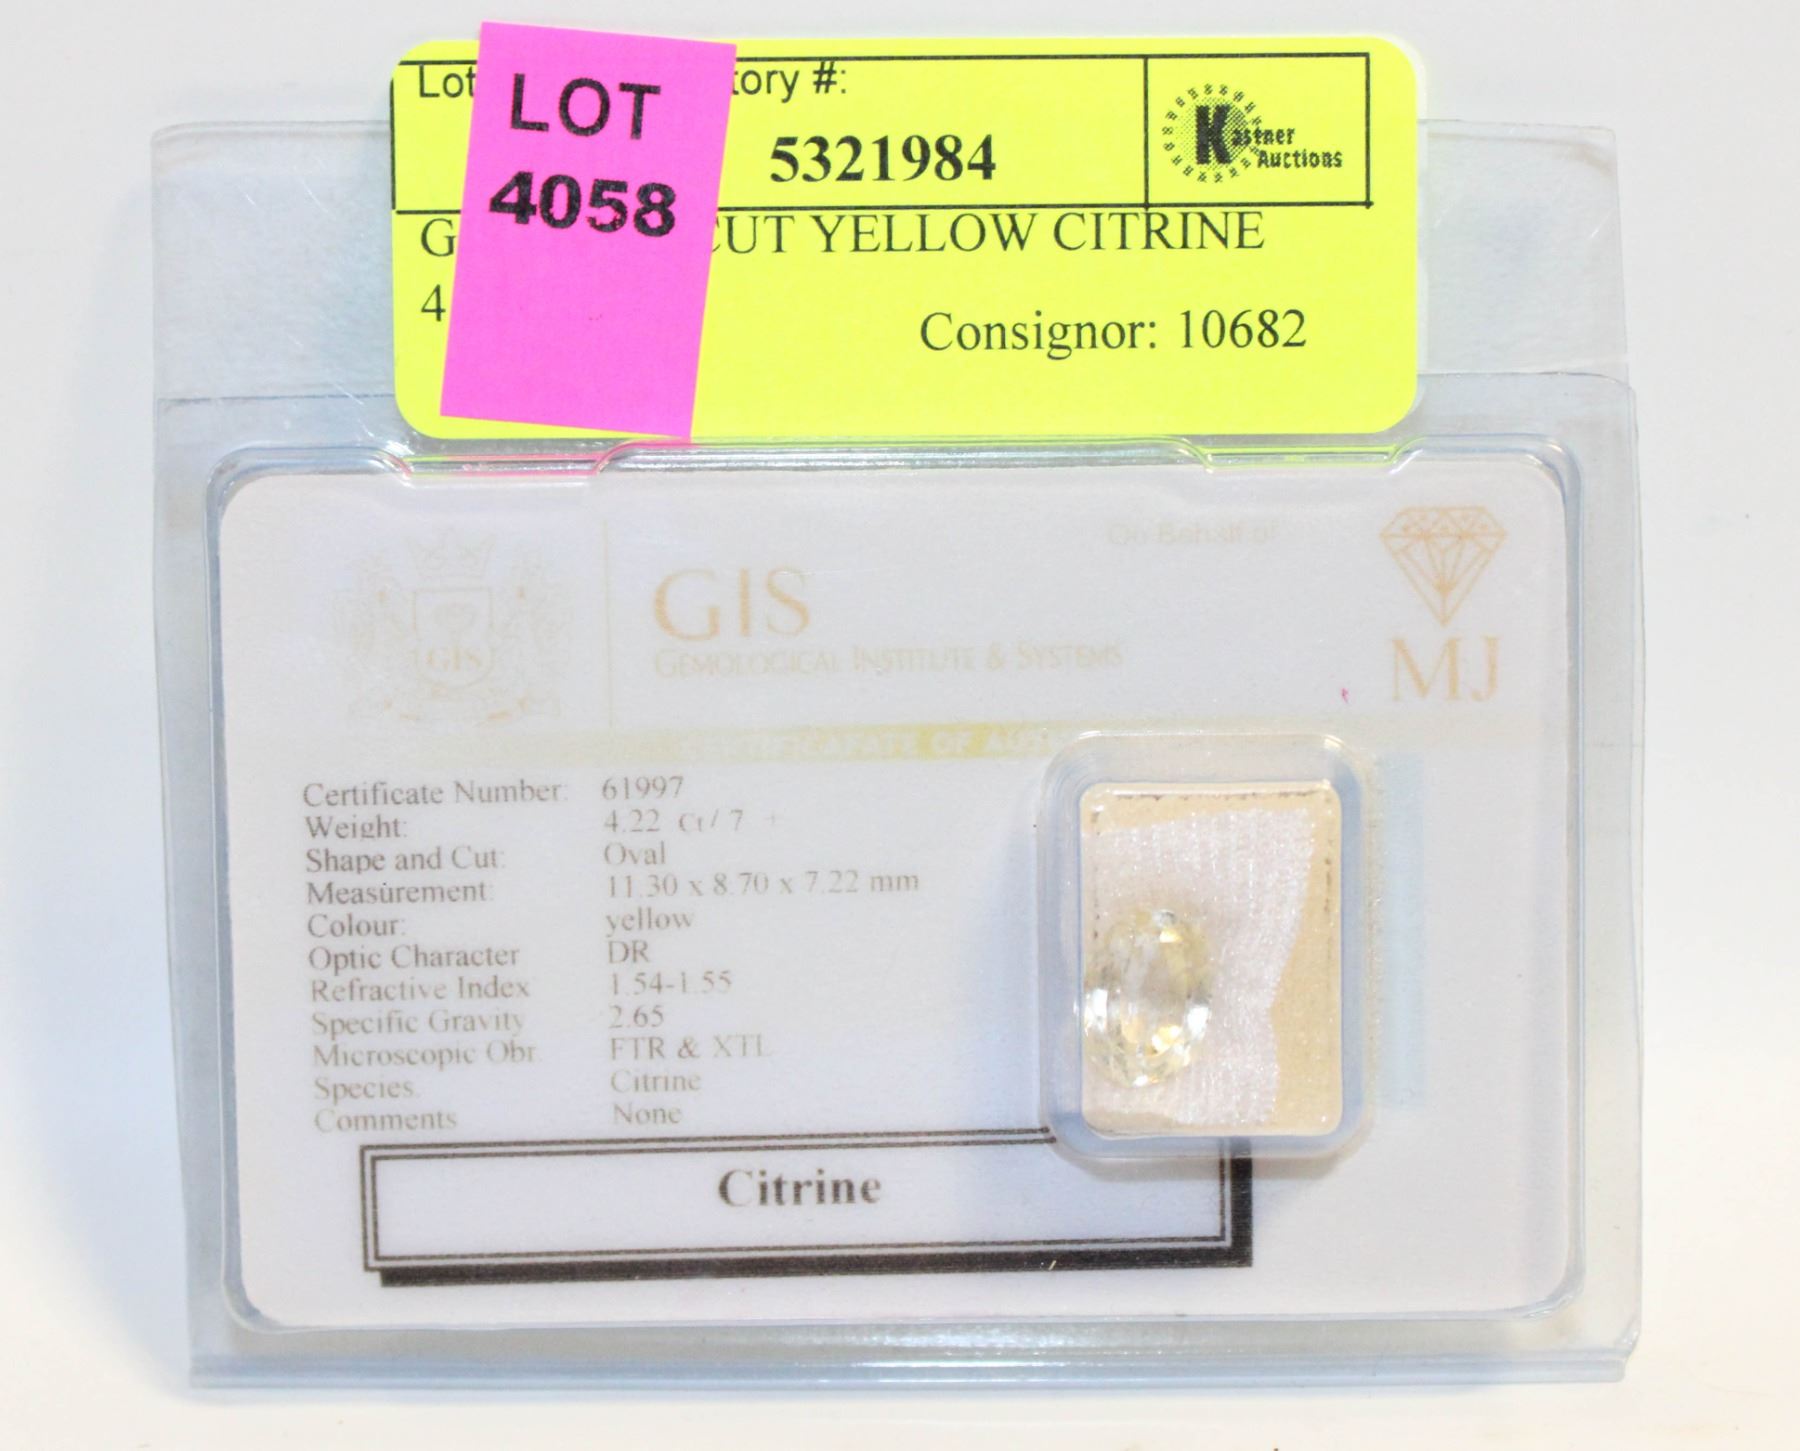 Lot tory #:
LOT
4058
5321984
Kastner
Auctions
G CUT YELLOW CITRINE
4
Consignor: 10682
On Behalf of
GIS
GEMOLOGICAL INSTITUTE & SYSTEMS
GIS
MJ
CERTIFICAFATE OF
Certificate Number: 61997
Weight: 4.22 Ct/ 7 +
Shape and Cut: Oval
Measurement: 11.30 x 8.70 x 7.22 mm
Colour: yellow
Optic Character DR
Refractive Index 1.54-1.55
Specific Gravity 2.65
Microscopic Obr FTR & XTL
Species. Citrine
Comments None
Citrine